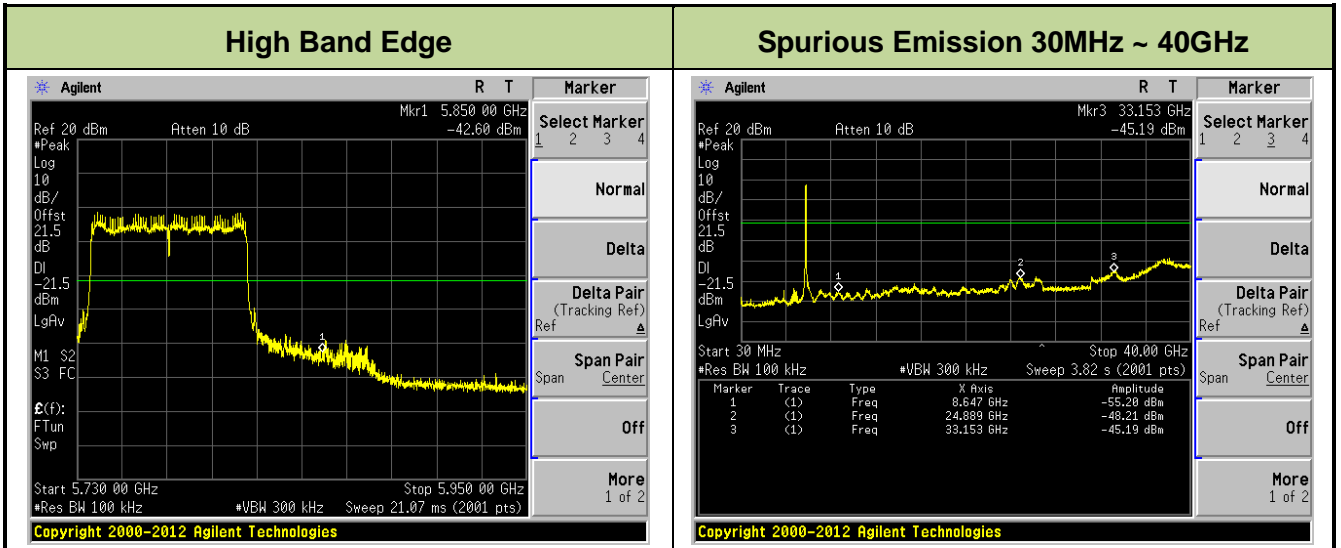 High Band Edge
Agilent R T
Mkr1 5.850 00 GHz
Ref 20 dBm Atten 10 dB -42.60 dBm
#Peak
Log
10
dB/
Offst
21.5
dB
DI
-21.5
dBm
LgAv
M1 S2
S3 FC
£(f):
FTun
Swp
1
Start 5.730 00 GHz Stop 5.950 00 GHz
#Res BW 100 kHz #VBW 300 kHz Sweep 21.07 ms (2001 pts)
Copyright 2000-2012 Agilent Technologies
Marker
Select Marker
1 2 3 4
Normal
Delta
Delta Pair
(Tracking Ref)
Ref Δ
Span Pair
Span Center
Off
More
1 of 2
Spurious Emission 30MHz ~ 40GHz
Agilent R T
Mkr3 33.153 GHz
Ref 20 dBm Atten 10 dB -45.19 dBm
#Peak
Log
10
dB/
Offst
21.5
dB
DI
-21.5
dBm
LgAv
1
2
3
Start 30 MHz Stop 40.00 GHz
#Res BW 100 kHz #VBW 300 kHz Sweep 3.82 s (2001 pts)
Marker Trace Type X Axis Amplitude
1 (1) Freq 8.647 GHz -55.20 dBm
2 (1) Freq 24.889 GHz -48.21 dBm
3 (1) Freq 33.153 GHz -45.19 dBm
Copyright 2000-2012 Agilent Technologies
Marker
Select Marker
1 2 3 4
Normal
Delta
Delta Pair
(Tracking Ref)
Ref Δ
Span Pair
Span Center
Off
More
1 of 2